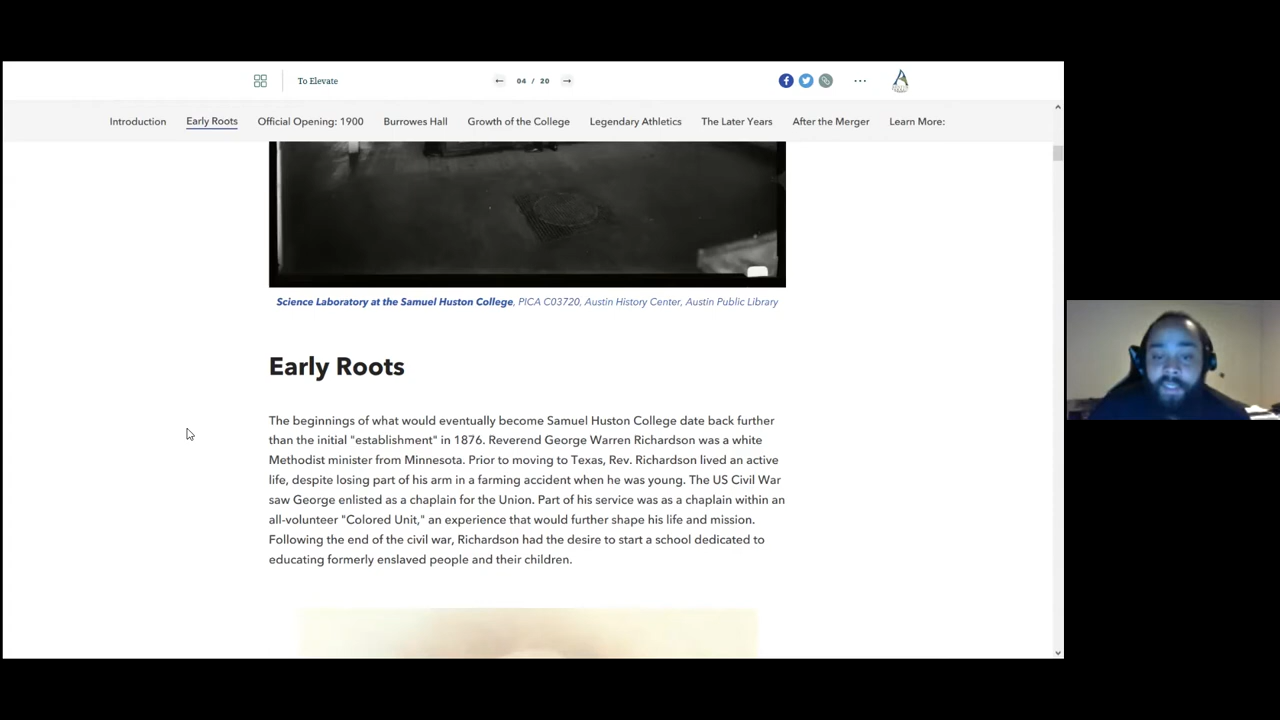 To Elevate
04 / 20
Introduction
Early Roots
Official Opening: 1900
Burrowes Hall
Growth of the College
Legendary Athletics
The Later Years
After the Merger
Learn More:
Science Laboratory at the Samuel Huston College, PICA C03720, Austin History Center, Austin Public Library
Early Roots
The beginnings of what would eventually become Samuel Huston College date back further
than the initial "establishment" in 1876. Reverend George Warren Richardson was a white
Methodist minister from Minnesota. Prior to moving to Texas, Rev. Richardson lived an active
life, despite losing part of his arm in a farming accident when he was young. The US Civil War
saw George enlisted as a chaplain for the Union. Part of his service was as a chaplain within an
all-volunteer "Colored Unit," an experience that would further shape his life and mission.
Following the end of the civil war, Richardson had the desire to start a school dedicated to
educating formerly enslaved people and their children.